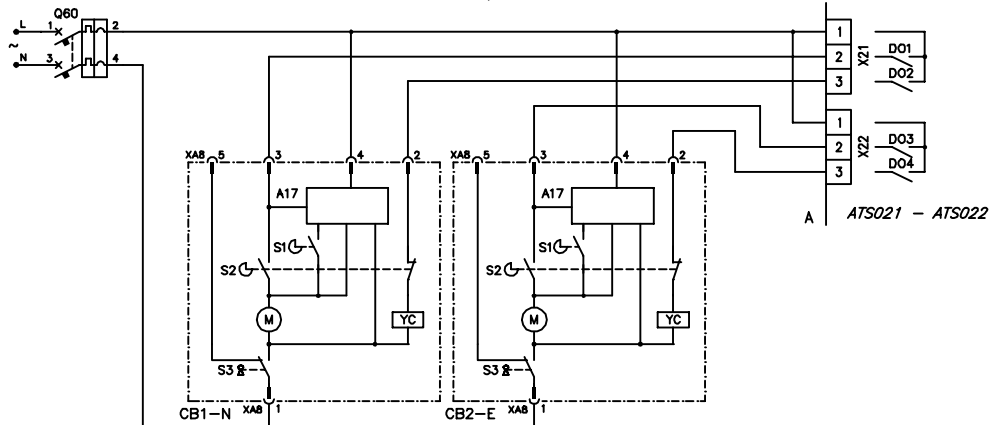 Q60
L 1 2
~
N 3 4
1
2 X21 DO1
3 DO2
1
2 X22 DO3
3 DO4
A ATS021 - ATS022
XA8 5 3 4 2
XA8 5 3 4 2
A17
A17
S1
S1
S2
S2
M YC
M YC
S3
S3
CB1-N XA8 1
CB2-E XA8 1